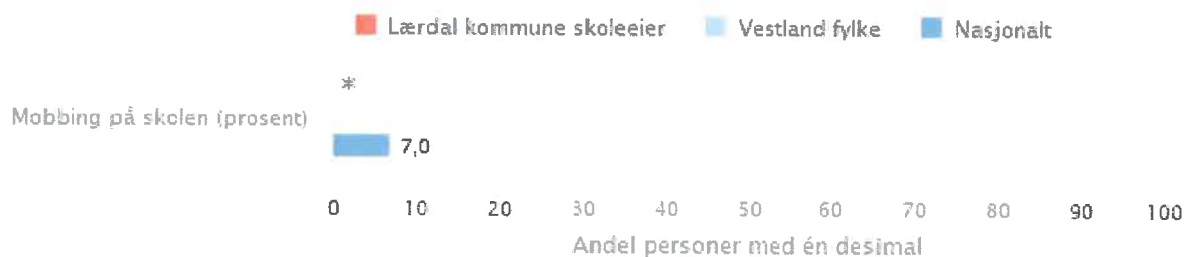 Lærdal kommune skoleeier Vestland fylke Nasjonalt
*
Mobbing på skolen (prosent)
7,0
0 10 20 30 40 50 60 70 80 90 100
Andel personer med én desimal